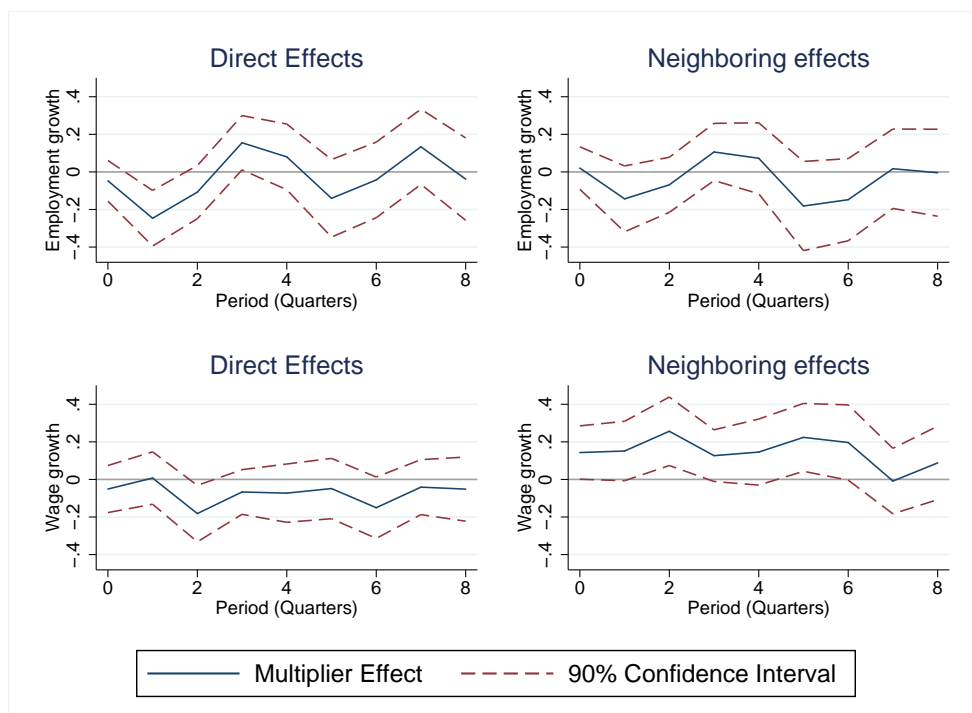 Direct Effects
Employment growth
.4
.2
0
−.2
−.4
0 2 4 6 8
Period (Quarters)
Neighboring effects
Employment growth
.4
.2
0
−.2
−.4
0 2 4 6 8
Period (Quarters)
Direct Effects
Wage growth
.4
.2
0
−.2
−.4
0 2 4 6 8
Period (Quarters)
Neighboring effects
Wage growth
.4
.2
0
−.2
−.4
0 2 4 6 8
Period (Quarters)
Multiplier Effect 90% Confidence Interval